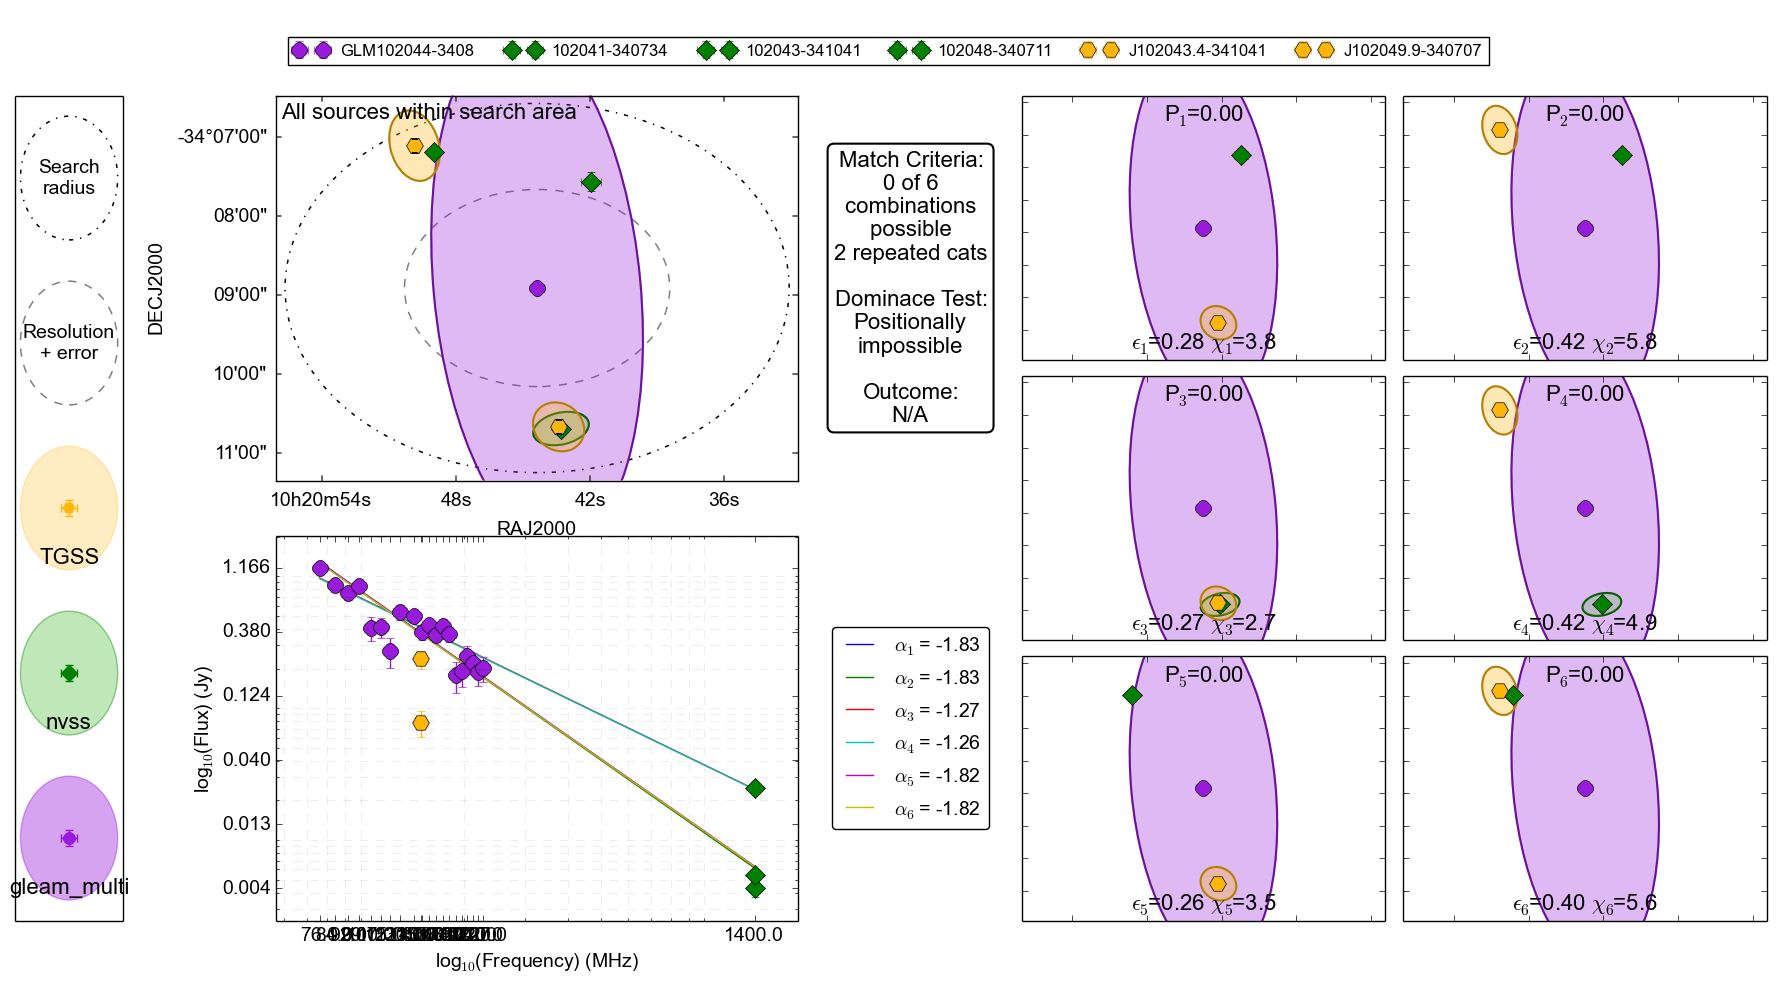 GLM102044-3408 102041-340734 102043-341041 102048-340711 J102043.4-341041 J102049.9-340707
Search
radius
Resolution
+ error
TGSS
nvss
gleam_multi
All sources within search area
DECJ2000
-34°07'00"
08'00"
09'00"
10'00"
11'00"
10h20m54s 48s 42s 36s
RAJ2000
log10(Flux) (Jy)
1.166
0.380
0.124
0.040
0.013
0.004
1400.0
log10(Frequency) (MHz)
Match Criteria:
0 of 6
combinations
possible
2 repeated cats
Dominace Test:
Positionally
impossible
Outcome:
N/A
α1 = -1.83
α2 = -1.83
α3 = -1.27
α4 = -1.26
α5 = -1.82
α6 = -1.82
P1=0.00
ϵ1=0.28 χ1=3.8
P2=0.00
ϵ2=0.42 χ2=5.8
P3=0.00
ϵ3=0.27 χ3=2.7
P4=0.00
ϵ4=0.42 χ4=4.9
P5=0.00
ϵ5=0.26 χ5=3.5
P6=0.00
ϵ6=0.40 χ6=5.6